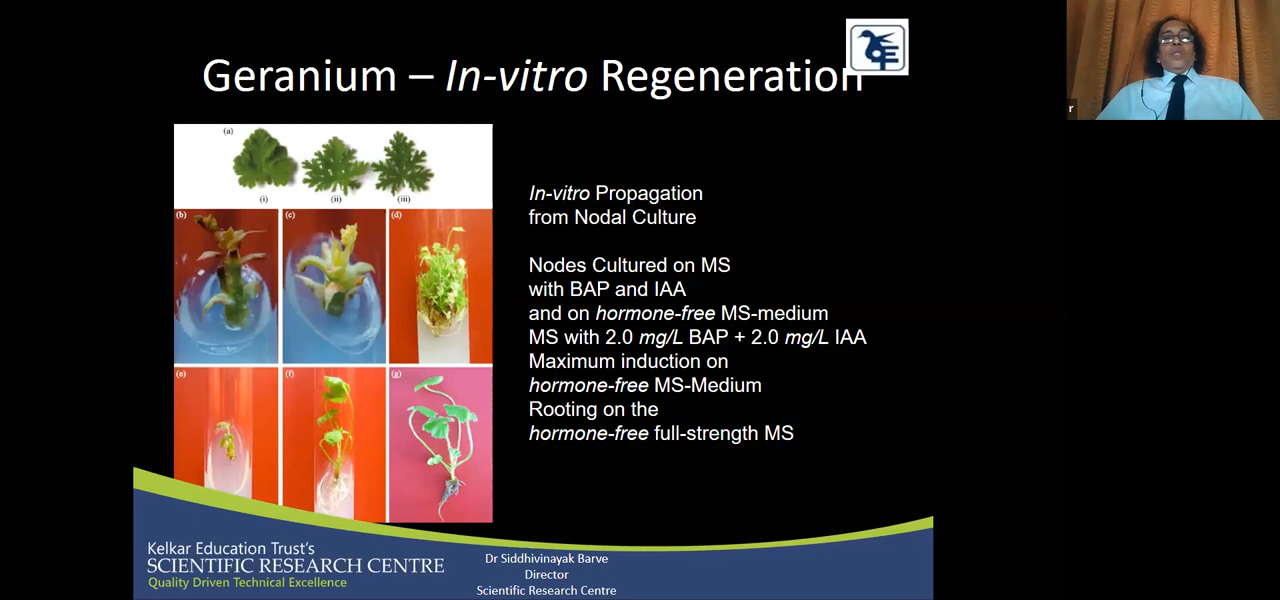 Geranium – In-vitro Regeneration
r
(a)
(i) (ii) (iii)
(b) (c) (d)
(e) (f) (g)
In-vitro Propagation
from Nodal Culture
Nodes Cultured on MS
with BAP and IAA
and on hormone-free MS-medium
MS with 2.0 mg/L BAP + 2.0 mg/L IAA
Maximum induction on
hormone-free MS-Medium
Rooting on the
hormone-free full-strength MS
Kelkar Education Trust's
SCIENTIFIC RESEARCH CENTRE
Quality Driven Technical Excellence
Dr Siddhivinayak Barve
Director
Scientific Research Centre